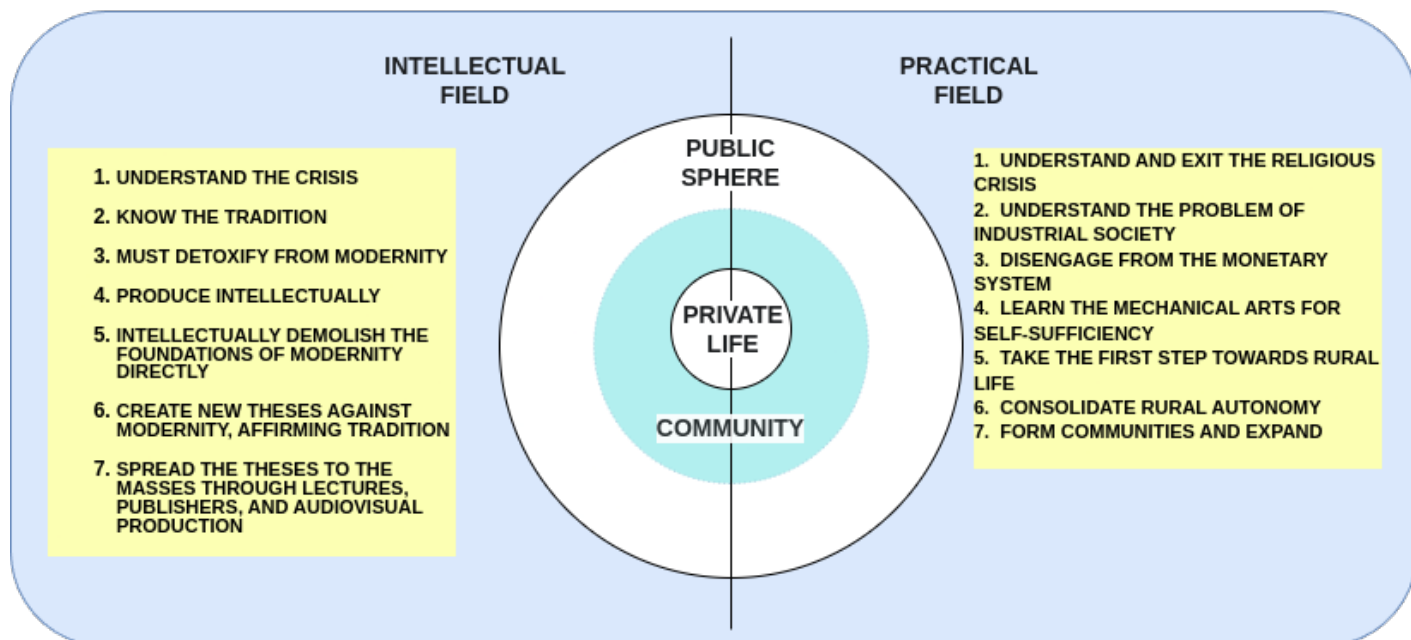 INTELLECTUAL
FIELD
1. UNDERSTAND THE CRISIS
2. KNOW THE TRADITION
3. MUST DETOXIFY FROM MODERNITY
4. PRODUCE INTELLECTUALLY
5. INTELLECTUALLY DEMOLISH THE
FOUNDATIONS OF MODERNITY
DIRECTLY
6. CREATE NEW THESES AGAINST
MODERNITY, AFFIRMING TRADITION
7. SPREAD THE THESES TO THE
MASSES THROUGH LECTURES,
PUBLISHERS, AND AUDIOVISUAL
PRODUCTION
PUBLIC
SPHERE
PRIVATE
LIFE
COMMUNITY
PRACTICAL
FIELD
1. UNDERSTAND AND EXIT THE RELIGIOUS
CRISIS
2. UNDERSTAND THE PROBLEM OF
INDUSTRIAL SOCIETY
3. DISENGAGE FROM THE MONETARY
SYSTEM
4. LEARN THE MECHANICAL ARTS FOR
SELF-SUFFICIENCY
5. TAKE THE FIRST STEP TOWARDS RURAL
LIFE
6. CONSOLIDATE RURAL AUTONOMY
7. FORM COMMUNITIES AND EXPAND